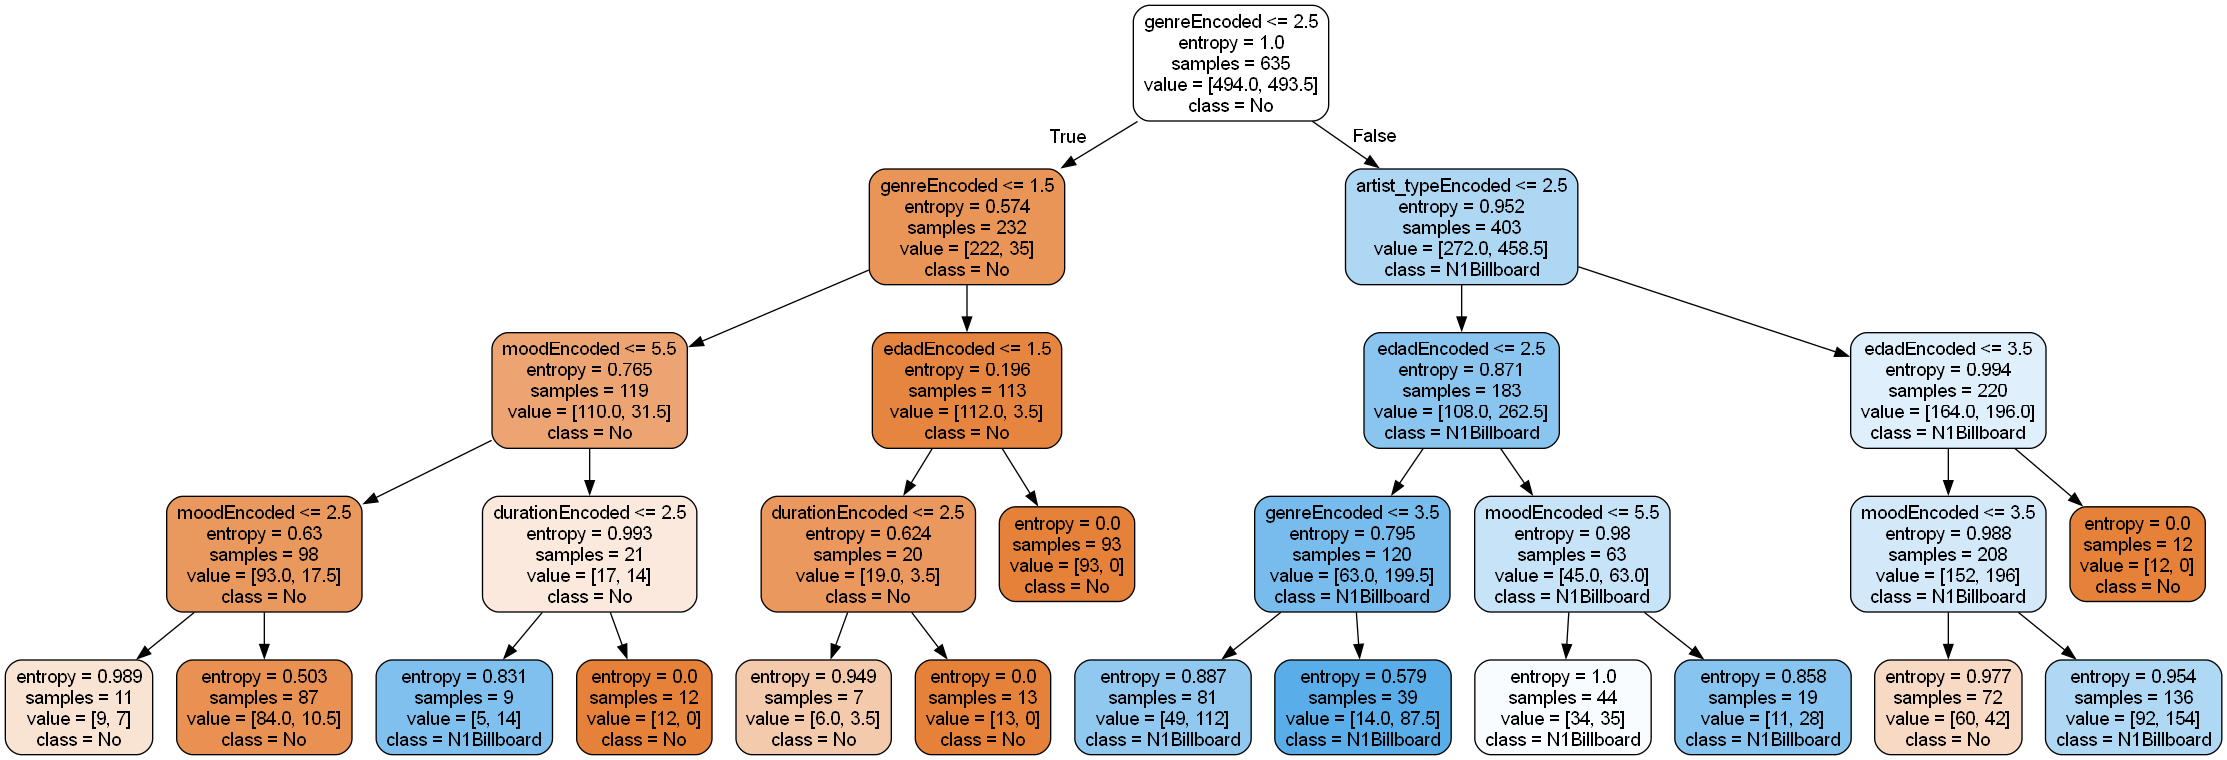 genreEncoded <= 2.5
entropy = 1.0
samples = 635
value = [494.0, 493.5]
class = No
True
False
genreEncoded <= 1.5
entropy = 0.574
samples = 232
value = [222, 35]
class = No
artist_typeEncoded <= 2.5
entropy = 0.952
samples = 403
value = [272.0, 458.5]
class = N1Billboard
moodEncoded <= 5.5
entropy = 0.765
samples = 119
value = [110.0, 31.5]
class = No
edadEncoded <= 1.5
entropy = 0.196
samples = 113
value = [112.0, 3.5]
class = No
edadEncoded <= 2.5
entropy = 0.871
samples = 183
value = [108.0, 262.5]
class = N1Billboard
edadEncoded <= 3.5
entropy = 0.994
samples = 220
value = [164.0, 196.0]
class = N1Billboard
moodEncoded <= 2.5
entropy = 0.63
samples = 98
value = [93.0, 17.5]
class = No
durationEncoded <= 2.5
entropy = 0.993
samples = 21
value = [17, 14]
class = No
durationEncoded <= 2.5
entropy = 0.624
samples = 20
value = [19.0, 3.5]
class = No
entropy = 0.0
samples = 93
value = [93, 0]
class = No
genreEncoded <= 3.5
entropy = 0.795
samples = 120
value = [63.0, 199.5]
class = N1Billboard
moodEncoded <= 5.5
entropy = 0.98
samples = 63
value = [45.0, 63.0]
class = N1Billboard
moodEncoded <= 3.5
entropy = 0.988
samples = 208
value = [152, 196]
class = N1Billboard
entropy = 0.0
samples = 12
value = [12, 0]
class = No
entropy = 0.989
samples = 11
value = [9, 7]
class = No
entropy = 0.503
samples = 87
value = [84.0, 10.5]
class = No
entropy = 0.831
samples = 9
value = [5, 14]
class = N1Billboard
entropy = 0.0
samples = 12
value = [12, 0]
class = No
entropy = 0.949
samples = 7
value = [6.0, 3.5]
class = No
entropy = 0.0
samples = 13
value = [13, 0]
class = No
entropy = 0.887
samples = 81
value = [49, 112]
class = N1Billboard
entropy = 0.579
samples = 39
value = [14.0, 87.5]
class = N1Billboard
entropy = 1.0
samples = 44
value = [34, 35]
class = N1Billboard
entropy = 0.858
samples = 19
value = [11, 28]
class = N1Billboard
entropy = 0.977
samples = 72
value = [60, 42]
class = No
entropy = 0.954
samples = 136
value = [92, 154]
class = N1Billboard